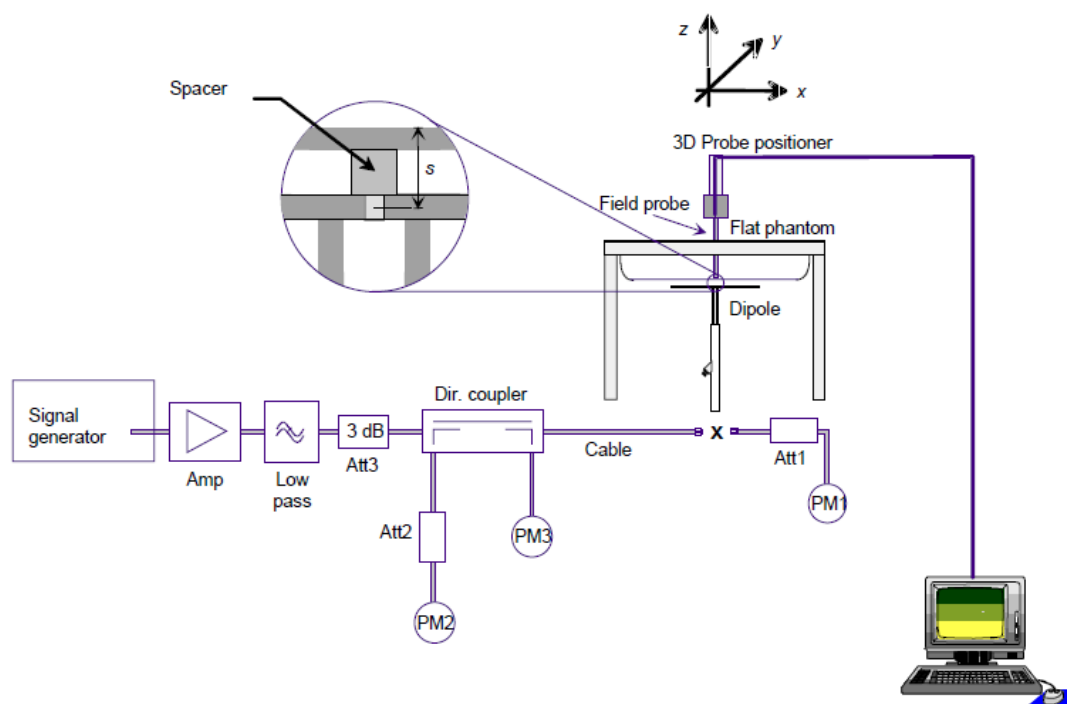 z
y
x
Spacer
s
3D Probe positioner
Field probe
Flat phantom
Dipole
Dir. coupler
Signal
generator
3 dB
Att3
Cable
X
Att1
Amp
Low
pass
Att2
PM3
PM1
PM2